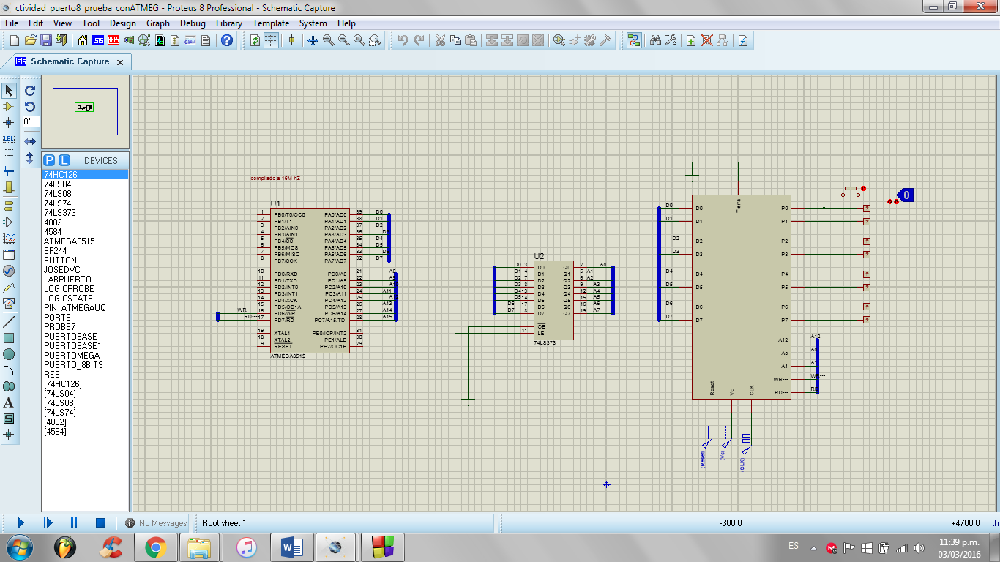 ctividad_puerto8_prueba_conATMEG - Proteus 8 Professional - Schematic Capture
File Edit View Tool Design Graph Debug Library Template System Help
Schematic Capture
0°
P L DEVICES
74HC126
74LS04
74LS08
74LS74
74LS373
4082
4584
ATMEGA8515
BF244
BUTTON
JOSEDVC
LABPUERTO
LOGICPROBE
LOGICSTATE
PIN_ATMEGAUQ
PORT8
PROBE7
PUERTOBASE
PUERTOBASE1
PUERTOMEGA
PUERTO_8BITS
RES
[74HC126]
[74LS04]
[74LS08]
[74LS74]
[4082]
[4584]
LBL
A
S
compilado a 16M hZ
U1
1 PB0/T0/OC0 PA0/AD0 39 D0
2 PB1/T1 PA1/AD1 38 D1
3 PB2/AIN0 PA2/AD2 37 D2
4 PB3/AIN1 PA3/AD3 36 D3
5 PB4/SS PA4/AD4 35 D4
6 PB5/MOSI PA5/AD5 34 D5
7 PB6/MISO PA6/AD6 33
8 PB7/SCK PA7/AD7 32 D7
10 PD0/RXD PC0/A8 21 A8
11 PD1/TXD PC1/A9 22
12 PD2/INT0 PC2/A10 23
13 PD3/INT1 PC3/A11 24 A11
14 PD4/XCK PC4/A12 25
15 PD5/OC1A PC5/A13 26 A13
WR--- 16 PD6/WR PC6/A14 27 A14
RD--- 17 PD7/RD PC7/A15/TDI 28 A15
19 XTAL1 PE0/ICP/INT2 31
18 XTAL2 PE1/ALE 30
9 RESET PE2/OC1B 29
ATMEGA8515
U2
D0 3 D0 Q0 2 Ao
D1 4 D1 Q1 5 A1
D2 7 D2 Q2 6 A2
D3 8 D3 Q3 9 A3
D4 13 D4 Q4 12 A4
D5 14 D5 Q5 15 A5
D6 17 D6 Q6 16 A6
D7 18 D7 Q7 19 A7
1 OE
11 LE
74LS373
Tierra
0
D0 D0 P0 ?
D1 D1 P1 ?
D2 D2 P2 ?
D3 D3 P3 ?
D4 D4 P4 ?
D5 D5 P5 ?
D6 D6 P6 ?
D7 D7 P7 ?
A12 A12
Ao
A1
WR---
RD---
Reset Vc CLK
(Reset) (Vc) (CLK)
No Messages Root sheet 1 -300.0 +4700.0 th
ES 11:39 p.m.
03/03/2016